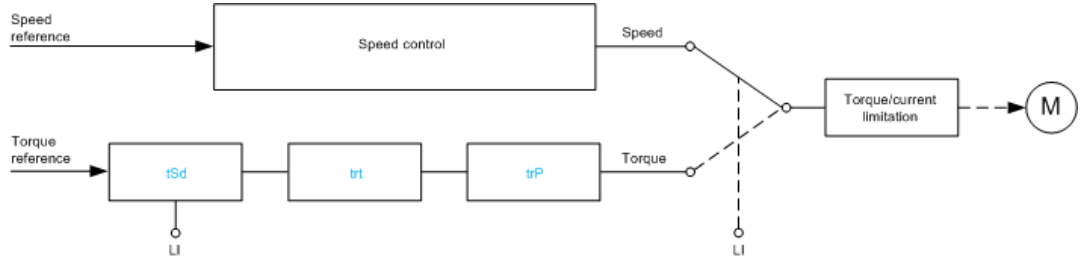 Speed
reference
Speed control
Speed
Torque/current
limitation
M
Torque
reference
tSd
trt
trP
Torque
LI
LI